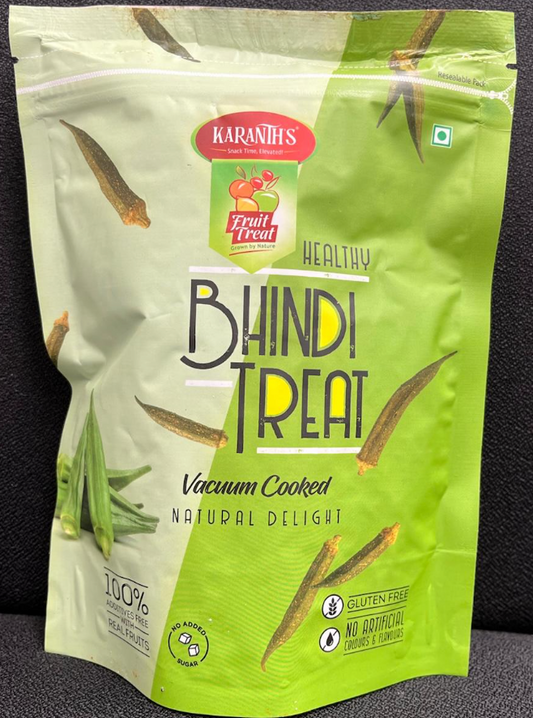 Resealable Pack
KARANTH'S
Snack Time, Elevated!
Fruit
Treat
Grown by Nature
HEALTHY
BHINDI
TREAT
Vacuum Cooked
NATURAL DELIGHT
100%
ADDITIVES FREE
WITH
REAL FRUITS
NO ADDED
SUGAR
GLUTEN FREE
NO ARTIFICIAL
COLOURS & FLAVOURS